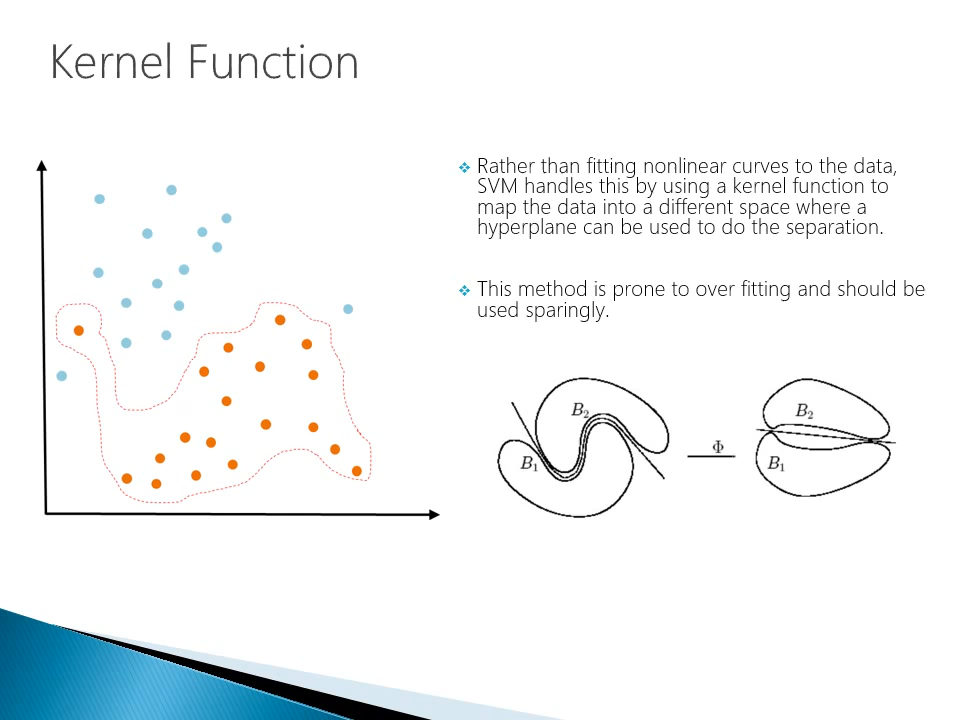 Kernel Function
Rather than fitting nonlinear curves to the data,
SVM handles this by using a kernel function to
map the data into a different space where a
hyperplane can be used to do the separation.
This method is prone to over fitting and should be
used sparingly.
B2
B1
Φ
B2
B1